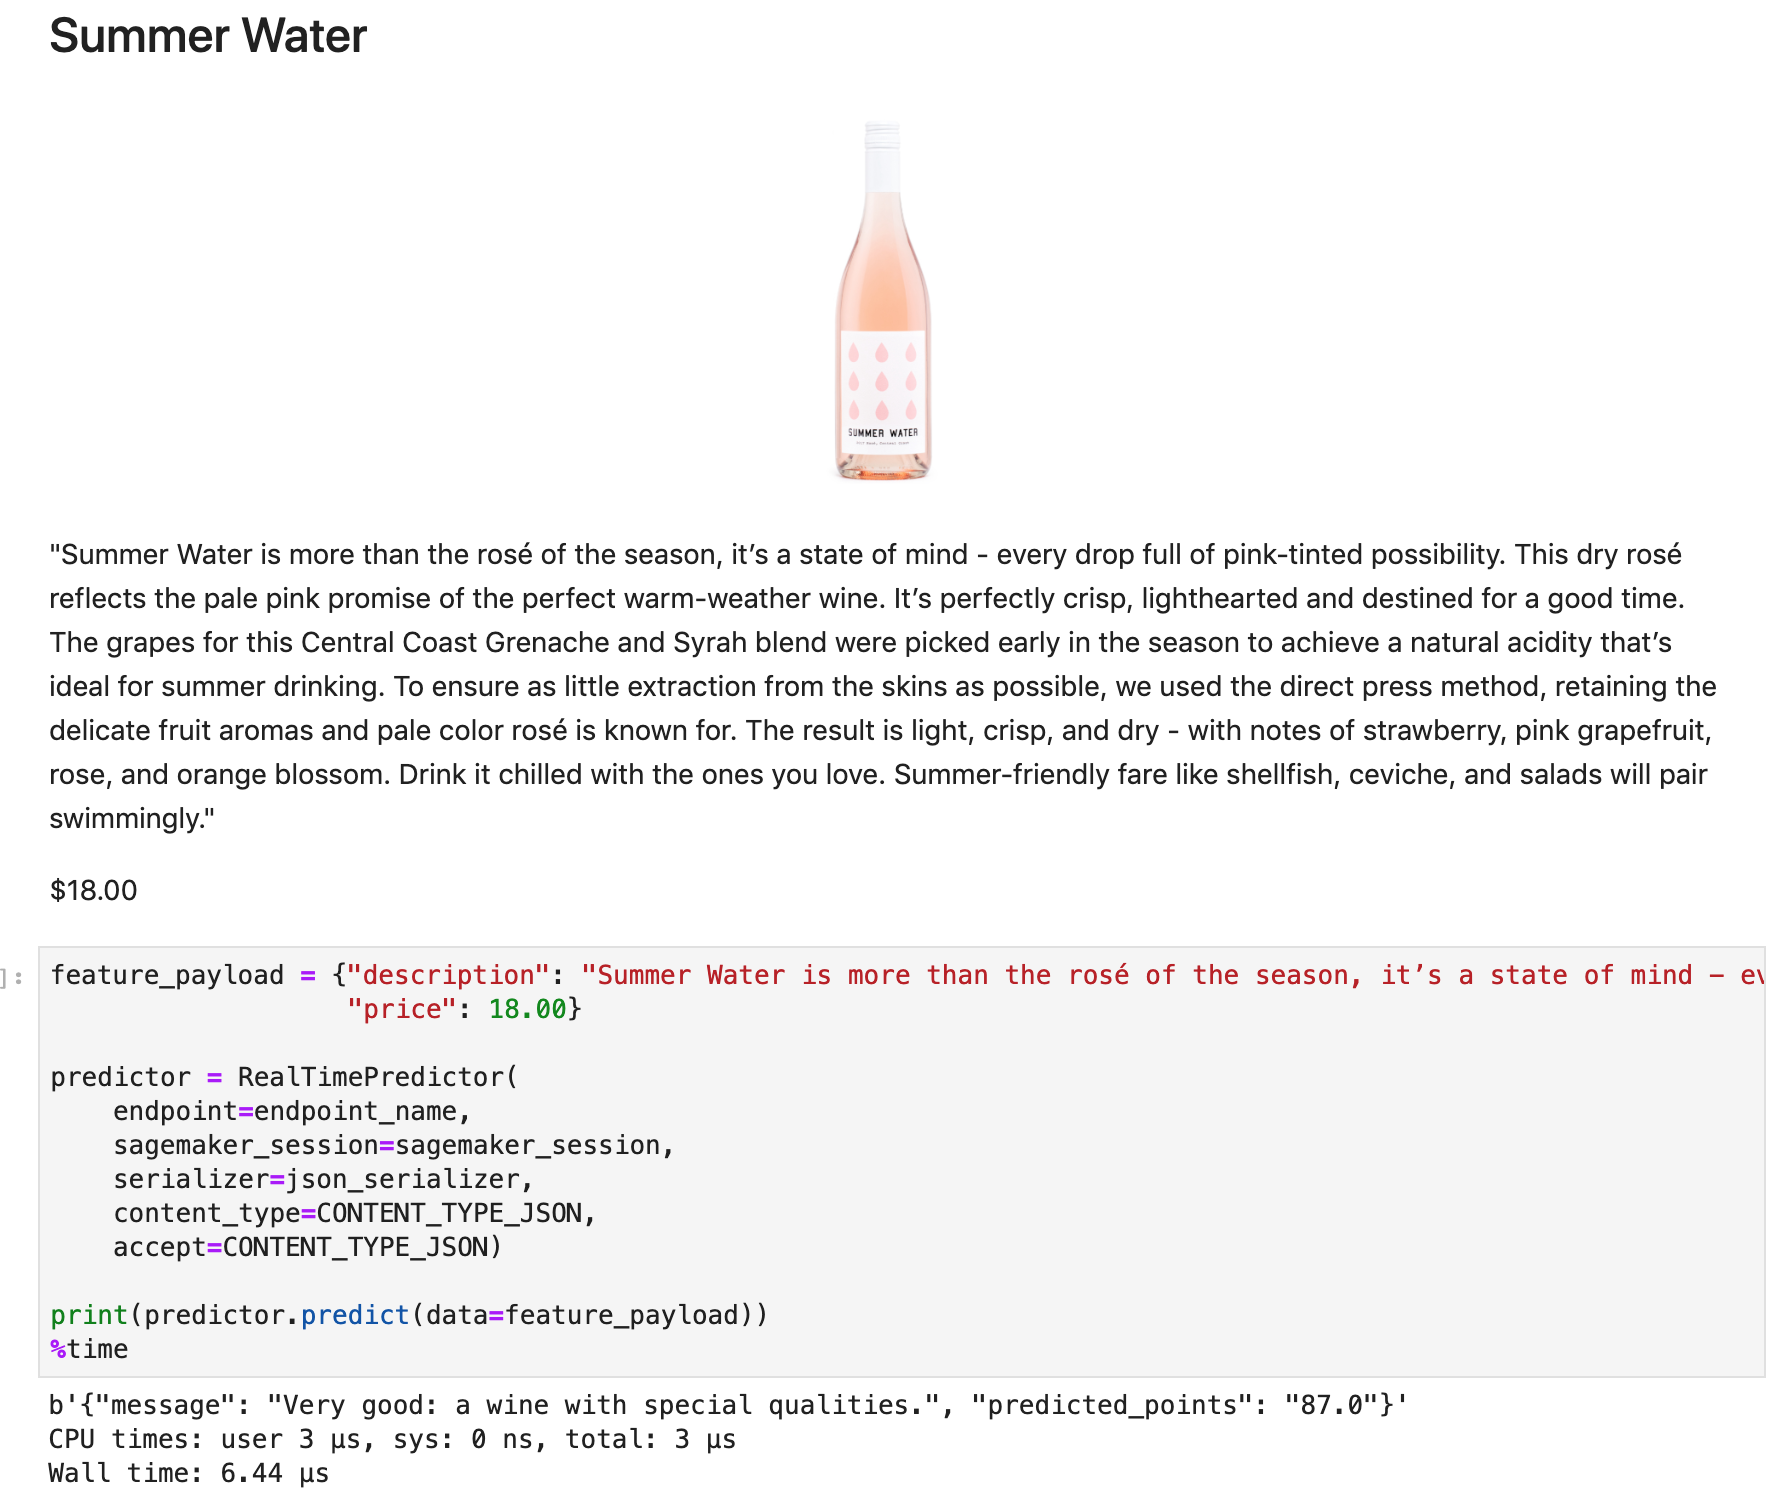 Summer Water
SUMMER WATER
"Summer Water is more than the rosé of the season, it’s a state of mind - every drop full of pink-tinted possibility. This dry rosé
reflects the pale pink promise of the perfect warm-weather wine. It’s perfectly crisp, lighthearted and destined for a good time.
The grapes for this Central Coast Grenache and Syrah blend were picked early in the season to achieve a natural acidity that’s
ideal for summer drinking. To ensure as little extraction from the skins as possible, we used the direct press method, retaining the
delicate fruit aromas and pale color rosé is known for. The result is light, crisp, and dry - with notes of strawberry, pink grapefruit,
rose, and orange blossom. Drink it chilled with the ones you love. Summer-friendly fare like shellfish, ceviche, and salads will pair
swimmingly."
$18.00
]: feature_payload = {"description": "Summer Water is more than the rosé of the season, it’s a state of mind – ev
"price": 18.00}
predictor = RealTimePredictor(
endpoint=endpoint_name,
sagemaker_session=sagemaker_session,
serializer=json_serializer,
content_type=CONTENT_TYPE_JSON,
accept=CONTENT_TYPE_JSON)
print(predictor.predict(data=feature_payload))
%time
b'{"message": "Very good: a wine with special qualities.", "predicted_points": "87.0"}'
CPU times: user 3 µs, sys: 0 ns, total: 3 µs
Wall time: 6.44 µs